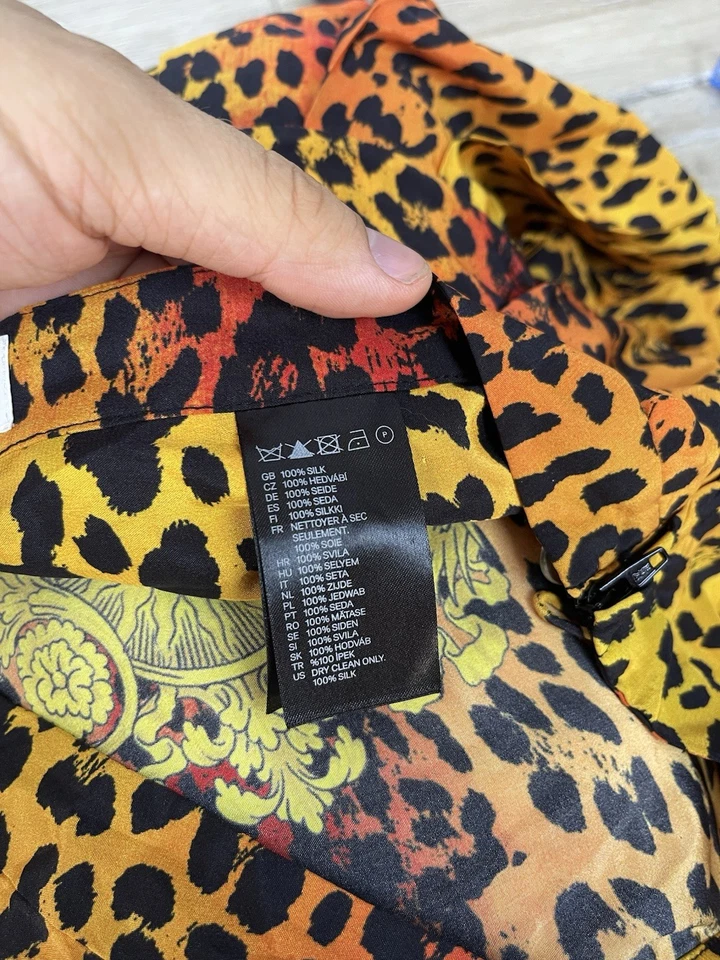 P
GB 100% SILK
CZ 100% HEDVÁBÍ
DE 100% SEIDE
ES 100% SEDA
FI 100% SILKKI
FR NETTOYER À SEC
SEULEMENT.
100% SOIE
HR 100% SVILA
HU 100% SELYEM
IT 100% SETA
NL 100% ZIJDE
PL 100% JEDWAB
PT 100% SEDA
RO 100% MĂTASE
SE 100% SIDEN
SI 100% SVILA
SK 100% HODVÁB
TR %100 İPEK
US DRY CLEAN ONLY.
100% SILK